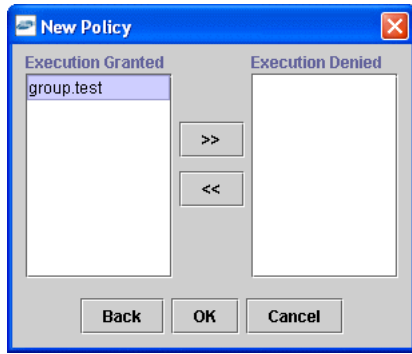 New Policy
Execution Granted
Execution Denied
group.test
>>
<<
Back
OK
Cancel